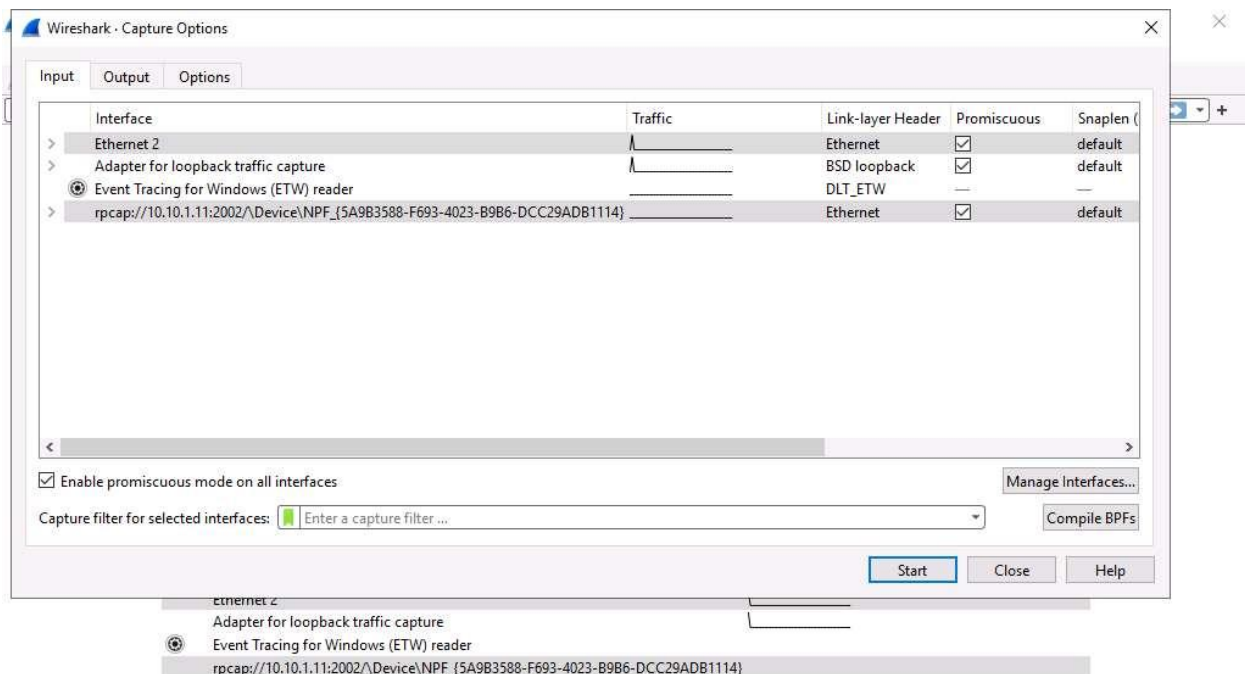 Wireshark · Capture Options
Input Output Options
Interface Traffic Link-layer Header Promiscuous Snaplen (
Ethernet 2 Ethernet default
Adapter for loopback traffic capture BSD loopback default
Event Tracing for Windows (ETW) reader DLT_ETW — —
rpcap://10.10.1.11:2002/\Device\NPF_{5A9B3588-F693-4023-B9B6-DCC29ADB1114} Ethernet default
Enable promiscuous mode on all interfaces Manage Interfaces...
Capture filter for selected interfaces: Enter a capture filter ... Compile BPFs
Start Close Help
Ethernet 2
Adapter for loopback traffic capture
Event Tracing for Windows (ETW) reader
rpcap://10.10.1.11:2002/\Device\NPF_{5A9B3588-F693-4023-B9B6-DCC29ADB1114}